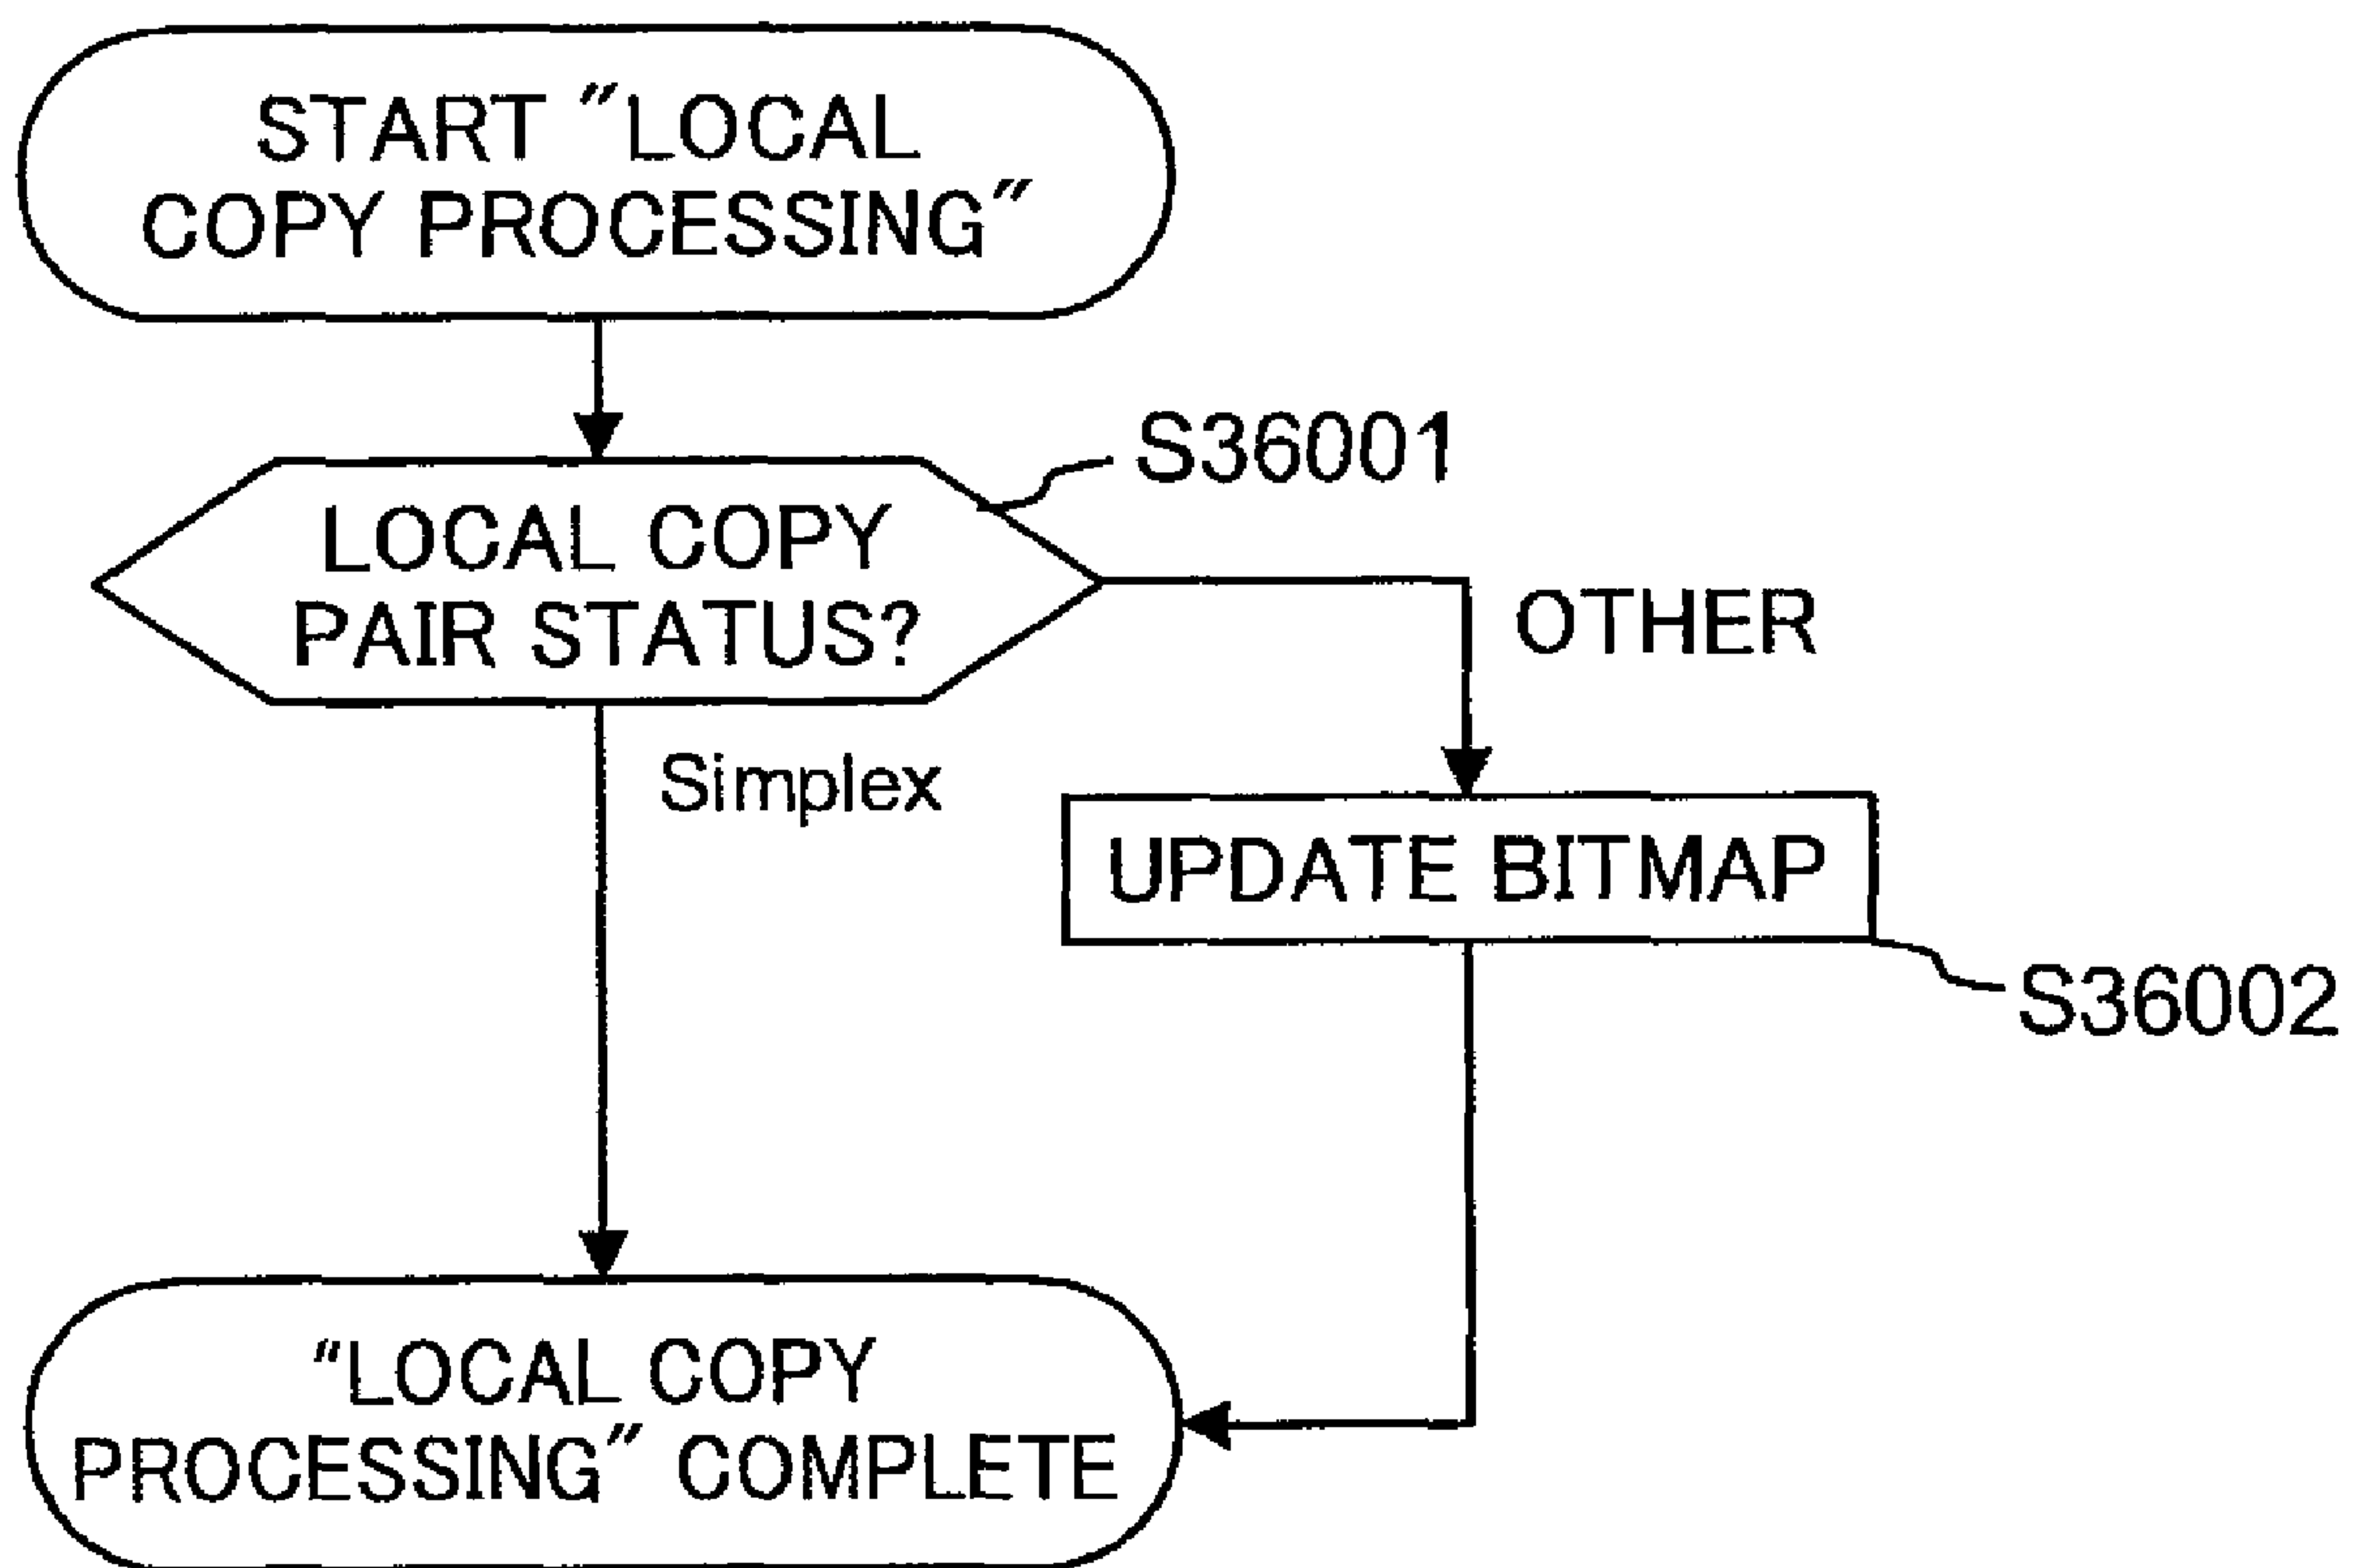 START "LOCAL
COPY PROCESSING"
S36001
LOCAL COPY
PAIR STATUS?
OTHER
Simplex
UPDATE BITMAP
S36002
"LOCAL COPY
PROCESSING" COMPLETE